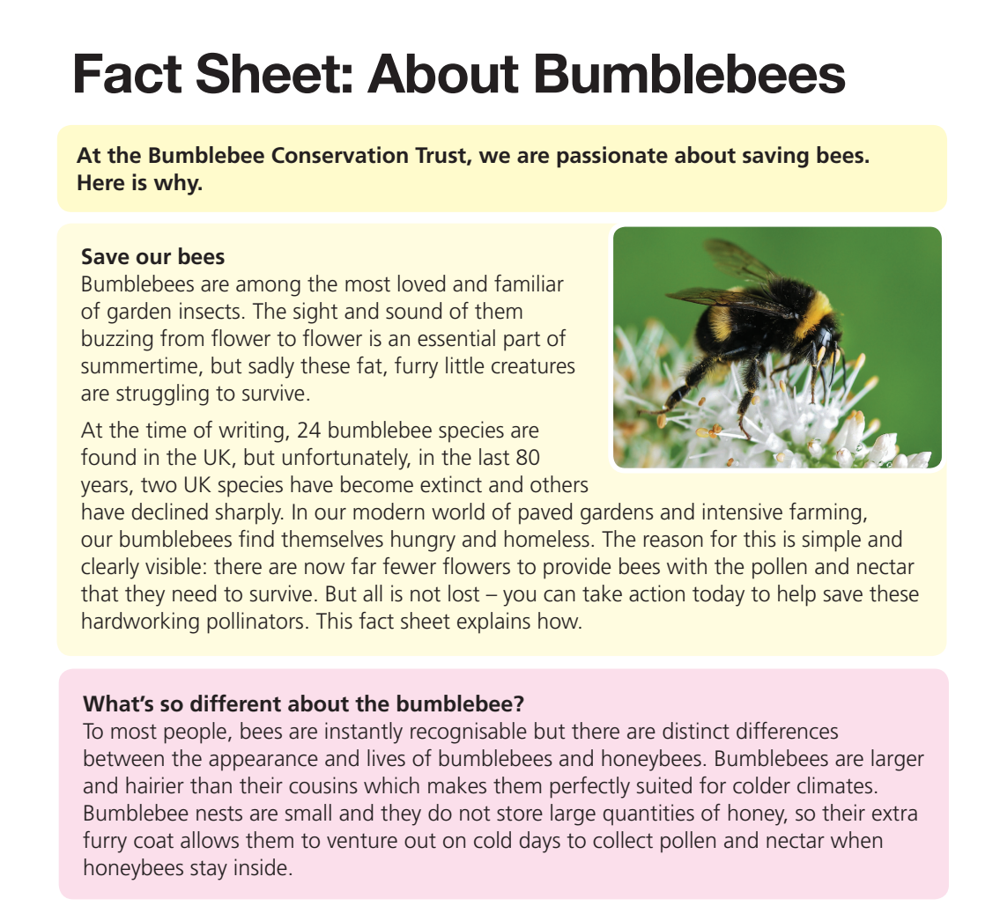 Fact Sheet: About Bumblebees
At the Bumblebee Conservation Trust, we are passionate about saving bees.
Here is why.
Save our bees
Bumblebees are among the most loved and familiar
of garden insects. The sight and sound of them
buzzing from flower to flower is an essential part of
summertime, but sadly these fat, furry little creatures
are struggling to survive.
At the time of writing, 24 bumblebee species are
found in the UK, but unfortunately, in the last 80
years, two UK species have become extinct and others
have declined sharply. In our modern world of paved gardens and intensive farming,
our bumblebees find themselves hungry and homeless. The reason for this is simple and
clearly visible: there are now far fewer flowers to provide bees with the pollen and nectar
that they need to survive. But all is not lost – you can take action today to help save these
hardworking pollinators. This fact sheet explains how.
What’s so different about the bumblebee?
To most people, bees are instantly recognisable but there are distinct differences
between the appearance and lives of bumblebees and honeybees. Bumblebees are larger
and hairier than their cousins which makes them perfectly suited for colder climates.
Bumblebee nests are small and they do not store large quantities of honey, so their extra
furry coat allows them to venture out on cold days to collect pollen and nectar when
honeybees stay inside.